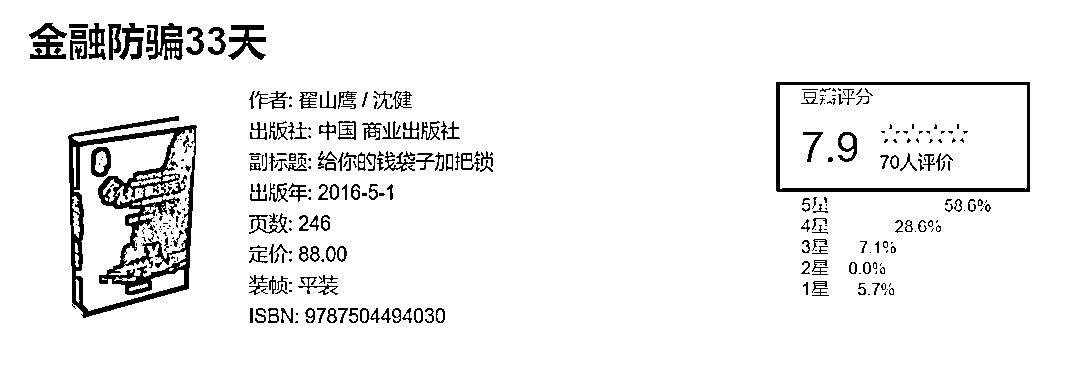 金融防骗33天
作者: 翟山鹰 / 沈健
出版社: 中国 商业出版社
副标题: 给你的钱袋子加把锁
出版年: 2016-5-1
页数: 246
定价: 88.00
装帧: 平装
ISBN: 9787504494030
豆瓣评分
7.9
70人评价
5星 58.6%
4星 28.6%
3星 7.1%
2星 0.0%
1星 5.7%